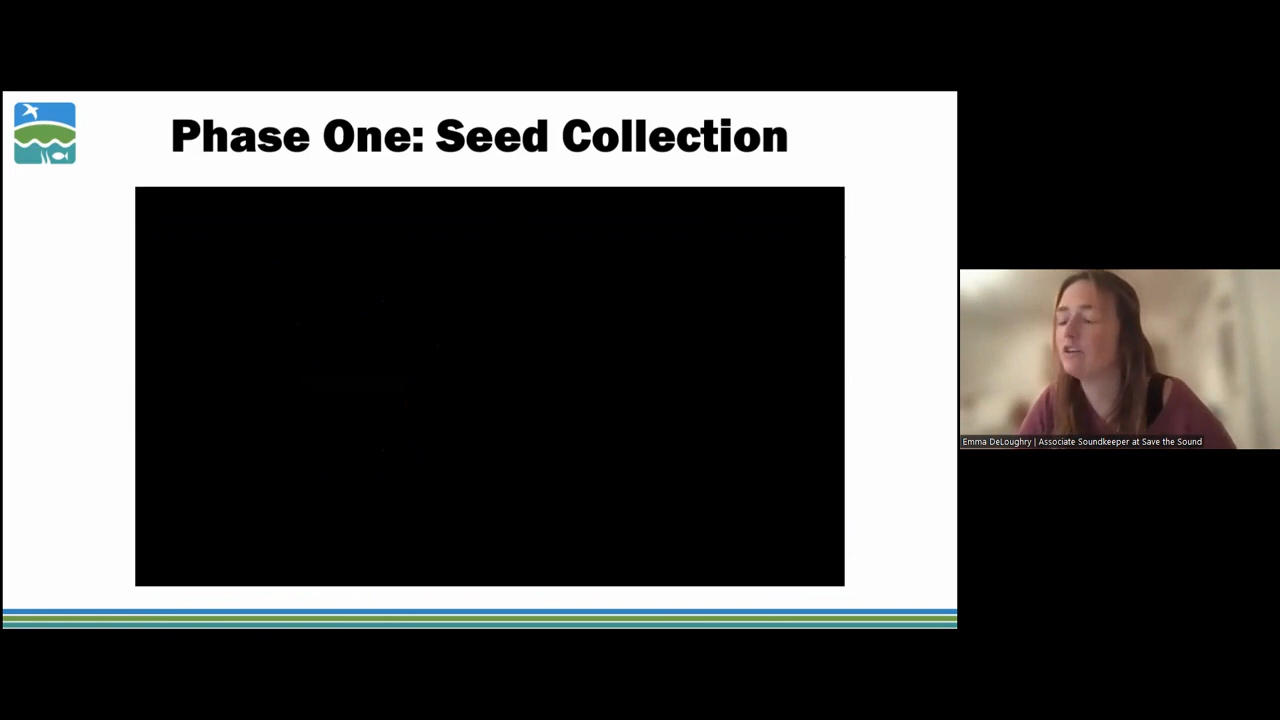 Phase One: Seed Collection
Emma DeLoughry | Associate Soundkeeper at Save the Sound